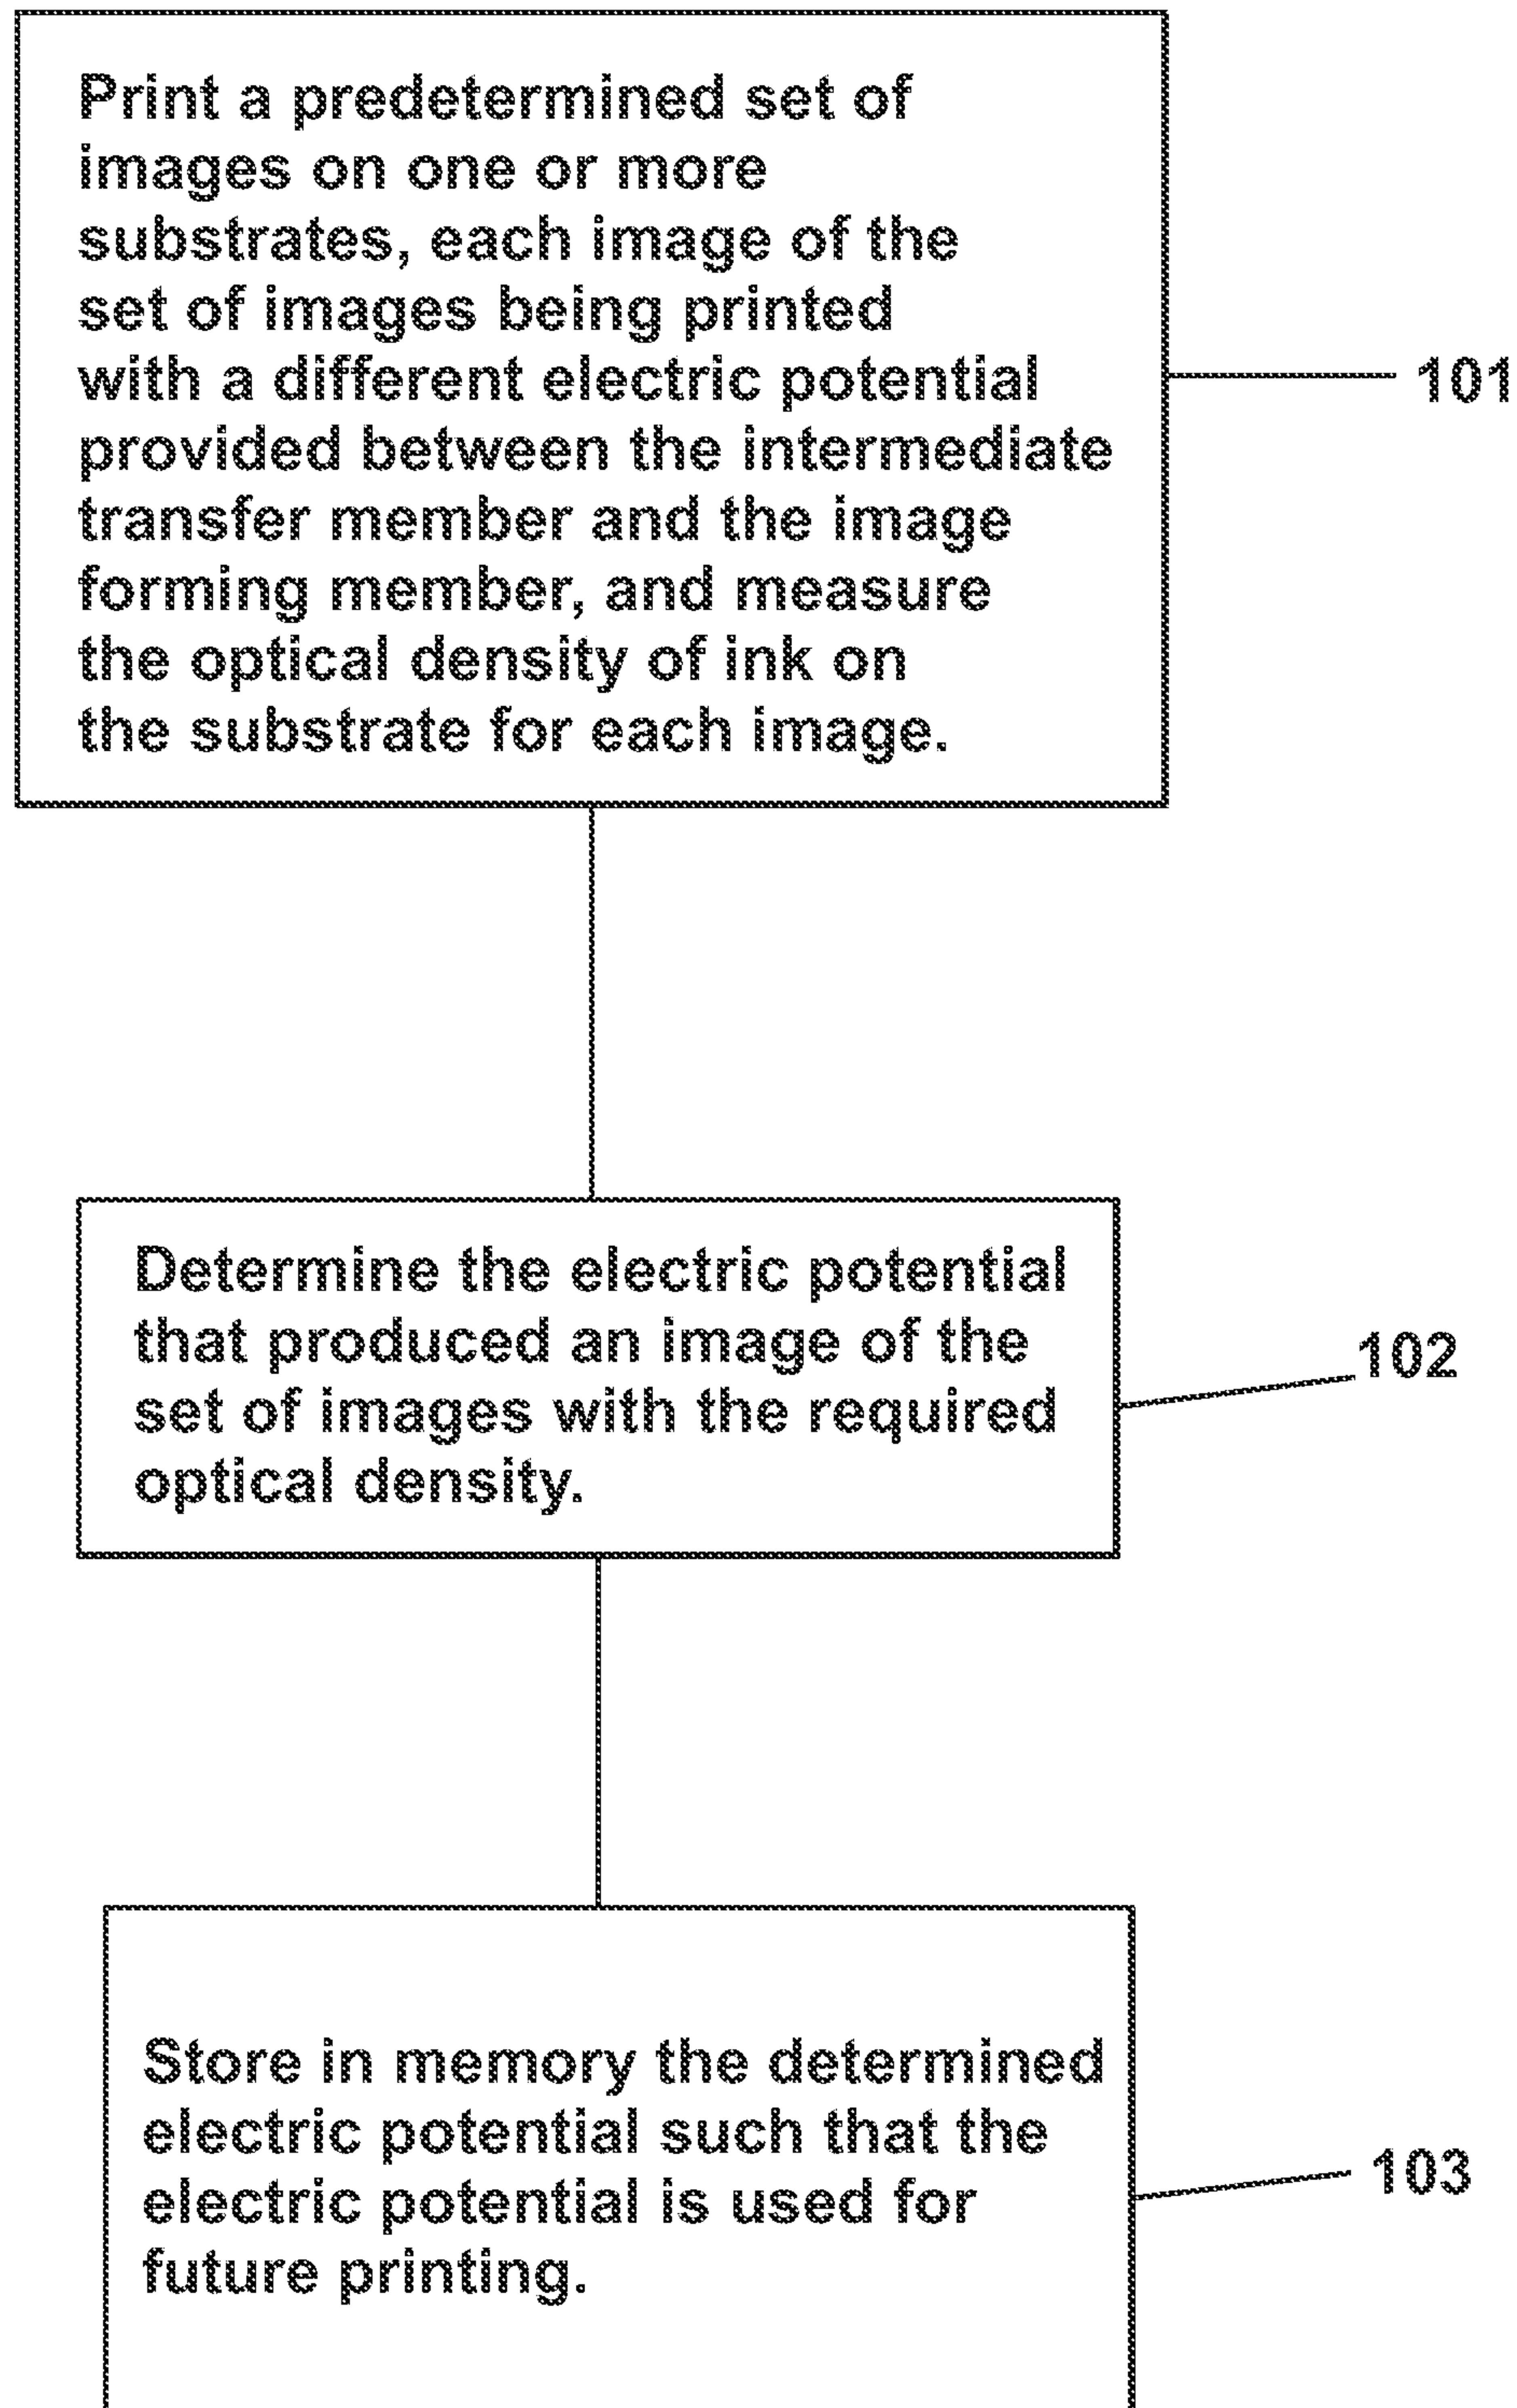 Print a predetermined set of
images on one or more
substrates, each image of the
set of images being printed
with a different electric potential
provided between the intermediate
transfer member and the image
forming member, and measure
the optical density of ink on
the substrate for each image.
101
Determine the electric potential
that produced an image of the
set of images with the required
optical density.
102
Store in memory the determined
electric potential such that the
electric potential is used for
future printing.
103